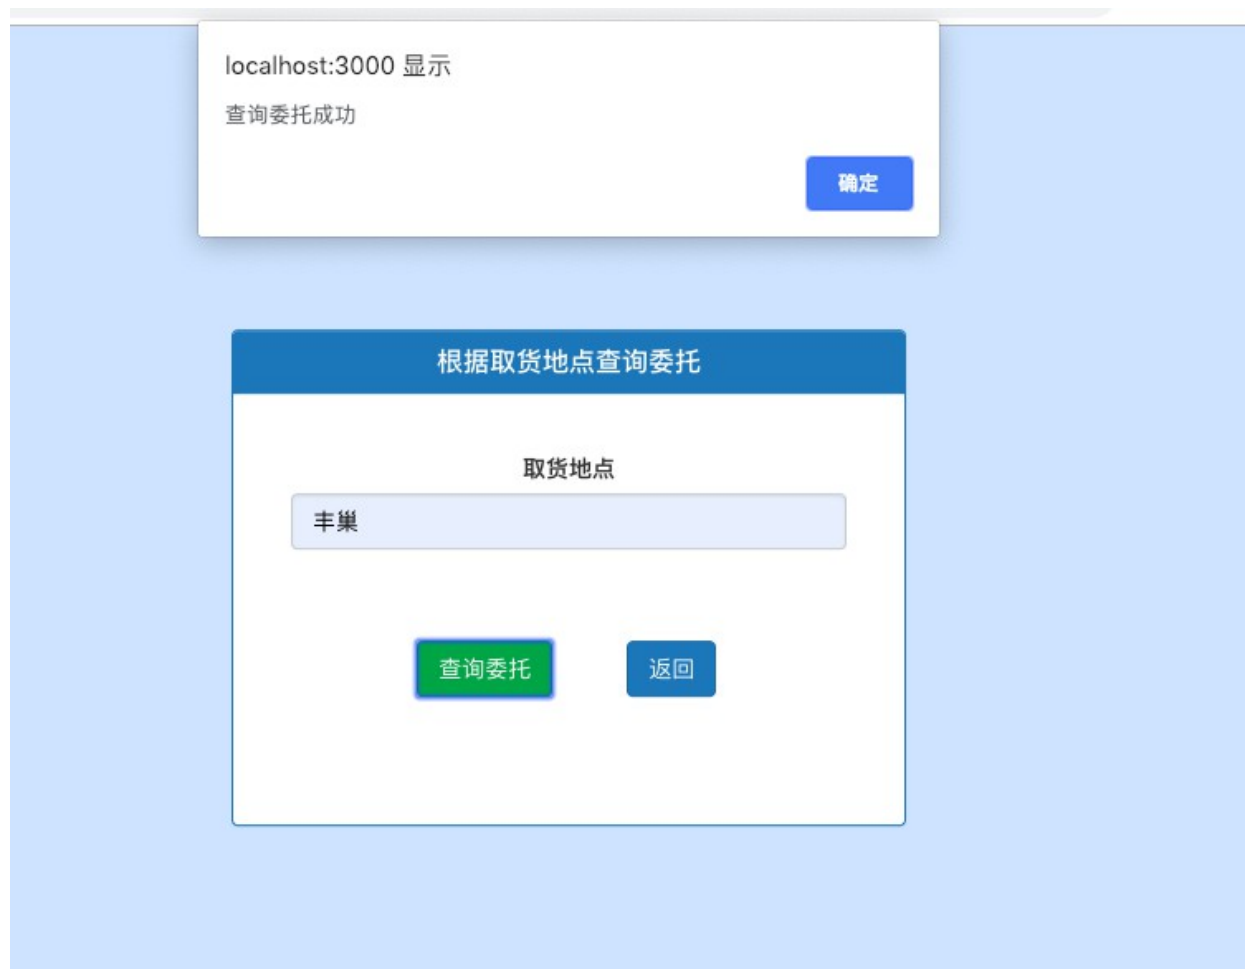 localhost:3000 显示
查询委托成功
确定
根据取货地点查询委托
取货地点
丰巢
查询委托
返回